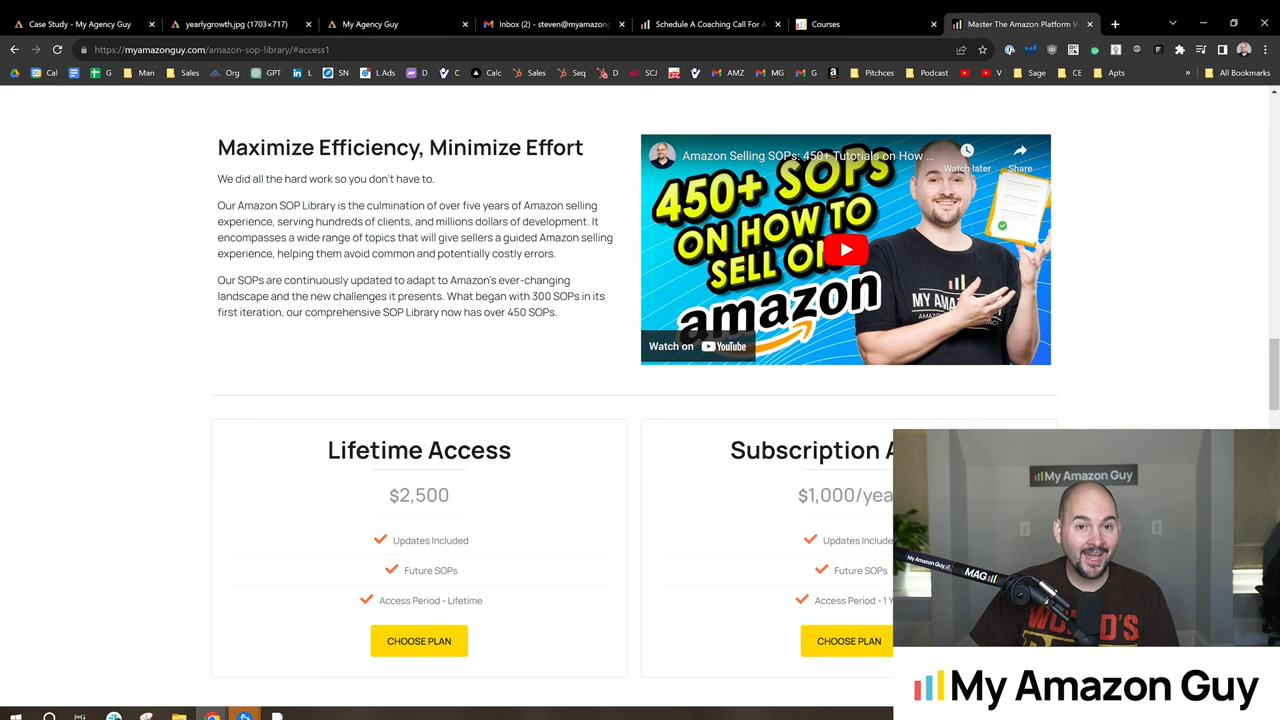 Case Study - My Agency Guy
yearlygrowth.jpg (1703×717)
My Agency Guy
Inbox (2) - steven@myamazon
Schedule A Coaching Call For A
Courses
Master The Amazon Platform W
https://myamazonguy.com/amazon-sop-library/#access1
Cal
G
Man
Sales
Org
GPT
L
SN
L Ads
D
C
Calc
Sales
Seq
D
SCJ
AMZ
MG
G
Pitchces
Podcast
V
Sage
CE
Apts
»
All Bookmarks
Maximize Efficiency, Minimize Effort
We did all the hard work so you don't have to.
Our Amazon SOP Library is the culmination of over five years of Amazon selling
experience, serving hundreds of clients, and millions dollars of development. It
encompasses a wide range of topics that will give sellers a guided Amazon selling
experience, helping them avoid common and potentially costly errors.
Our SOPs are continuously updated to adapt to Amazon's ever-changing
landscape and the new challenges it presents. What began with 300 SOPs in its
first iteration, our comprehensive SOP Library now has over 450 SOPs.
Amazon Selling SOPs: 450+ Tutorials on How ...
Watch later
Share
450+ SOPs
ON HOW TO
SELL ON
amazon
MY AMA
Watch on YouTube
Lifetime Access
$2,500
Updates Included
Future SOPs
Access Period - Lifetime
CHOOSE PLAN
Subscription A
$1,000/yea
Updates Include
Future SOPs
Access Period - 1 Y
CHOOSE PLAN
My Amazon Guy
My Amazon Guy
MAG
My Amazon Guy